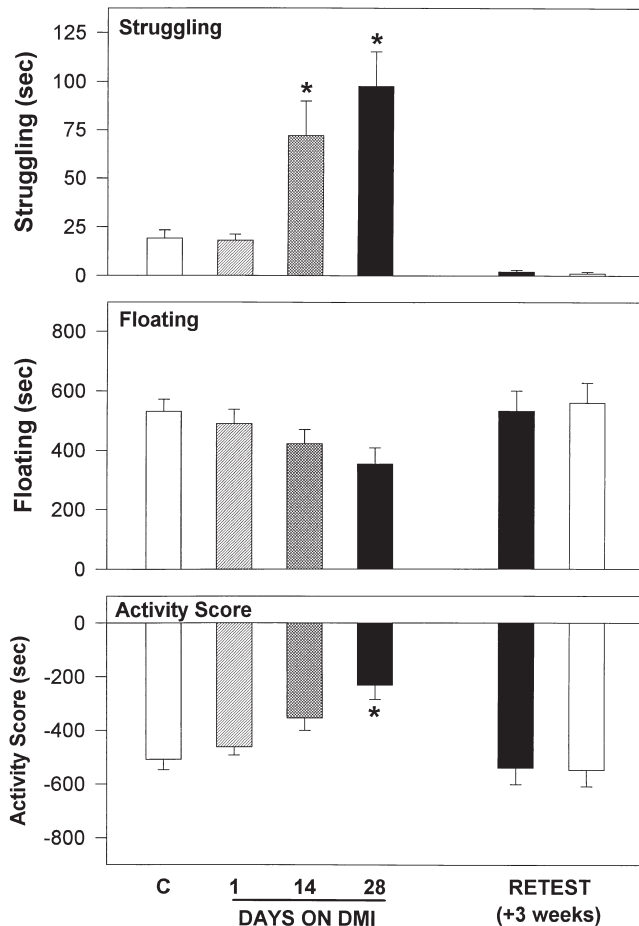 Struggling
Struggling (sec)
125
100
75
50
25
0
*
*
Floating
Floating (sec)
800
600
400
200
0
Activity Score
Activity Score (sec)
0
-200
-400
-600
-800
*
C 1 14 28 RETEST
DAYS ON DMI (+3 weeks)